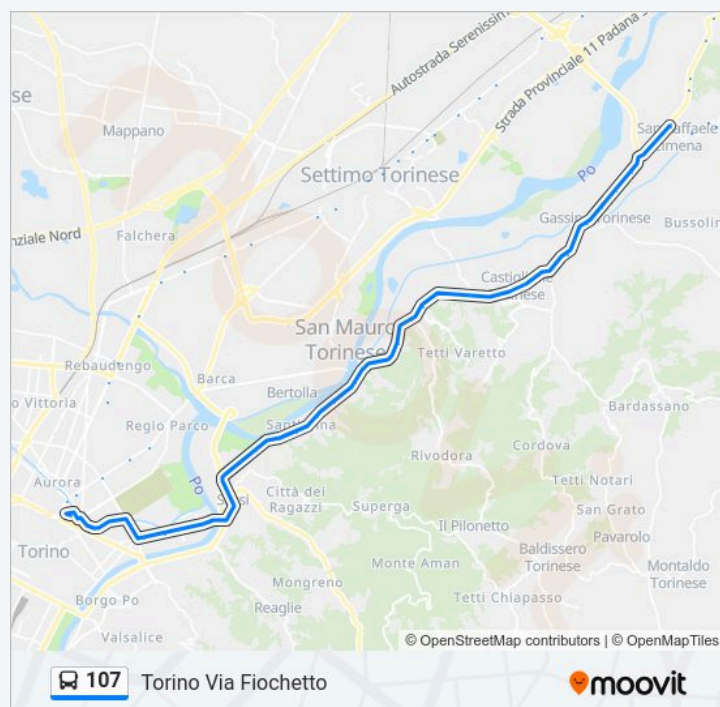 Autostrada Serenissim
Strada Provinciale 11 Padana S
se
Mappano
San Raffaele
Cimena
Settimo Torinese
Po
nziale Nord
Falchera
Gassino Torinese
Bussolin
Castiglione
Torinese
San Mauro
Torinese
Tetti Varetto
Rebaudengo
Barca
Bertolla
Bardassano
o Vittoria
Regio Parco
Sant'Anna
Cordova
Rivodora
Aurora
Po
Sassi
Città dei
Ragazzi
Superga
Tetti Notari
San Grato
Il Pilonetto
Pavarolo
Torino
Monte Aman
Baldissero
Torinese
Montaldo
Torinese
Borgo Po
Mongreno
Reaglie
Tetti Chiapasso
Valsalice
© OpenStreetMap contributors | © OpenMapTiles
107 Torino Via Fiochetto
moovit